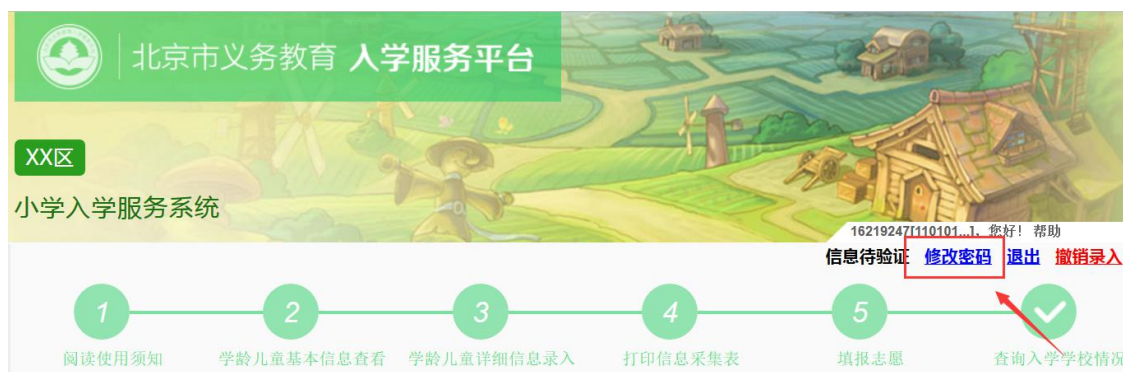 北京市义务教育 入学服务平台
XX区
小学入学服务系统
16219247[110101...]，您好！ 帮助
信息待验证 修改密码 退出 撤销录入
1 2 3 4 5
阅读使用须知 学龄儿童基本信息查看 学龄儿童详细信息录入 打印信息采集表 填报志愿 查询入学学校情况